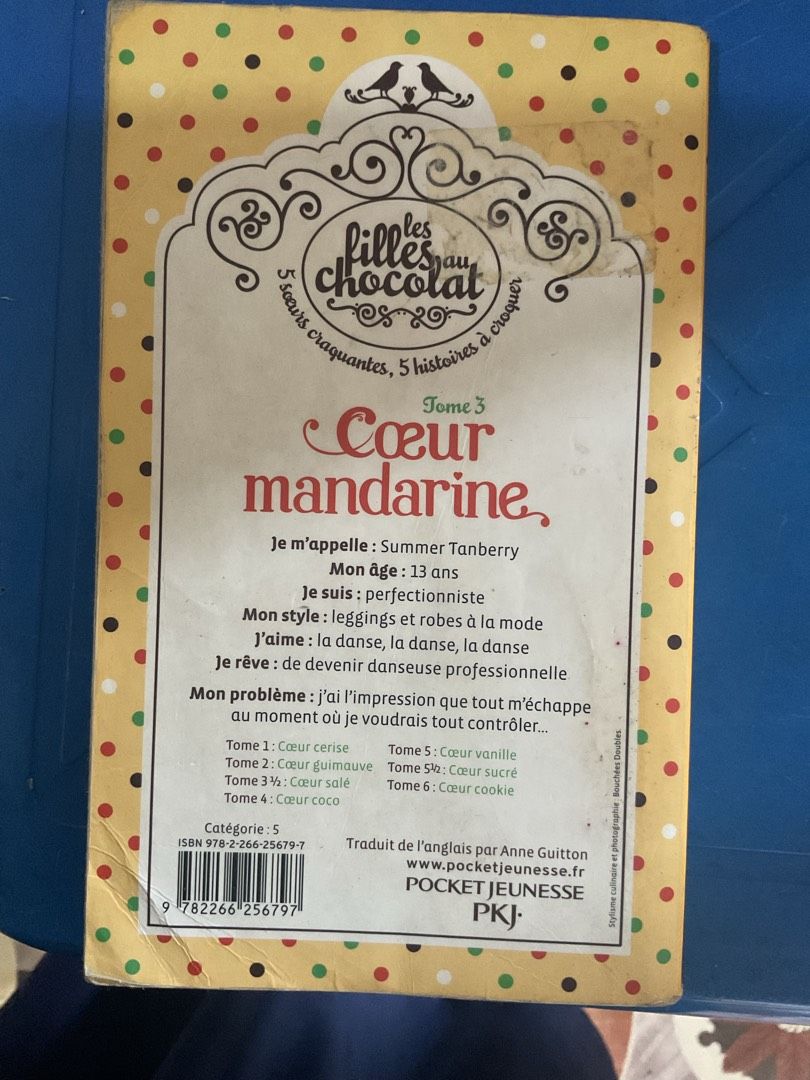 les
filles au
chocolat
5 sœurs craquantes, 5 histoires à croquer
Tome 3
Cœur
mandarine
Je m'appelle : Summer Tanberry
Mon âge : 13 ans
Je suis : perfectionniste
Mon style : leggings et robes à la mode
J'aime : la danse, la danse, la danse
Je rêve : de devenir danseuse professionnelle
Mon problème : j'ai l'impression que tout m'échappe
au moment où je voudrais tout contrôler...
Tome 1 : Cœur cerise
Tome 2 : Cœur guimauve
Tome 3 ½ : Cœur salé
Tome 4 : Cœur coco
Tome 5 : Cœur vanille
Tome 5½ : Cœur sucré
Tome 6 : Cœur cookie
Catégorie : 5
ISBN 978-2-266-25679-7
9 782266 256797
Traduit de l'anglais par Anne Guitton
www.pocketjeunesse.fr
POCKET JEUNESSE
PKJ·
Stylisme culinaire et photographie : Bouchées Doubles